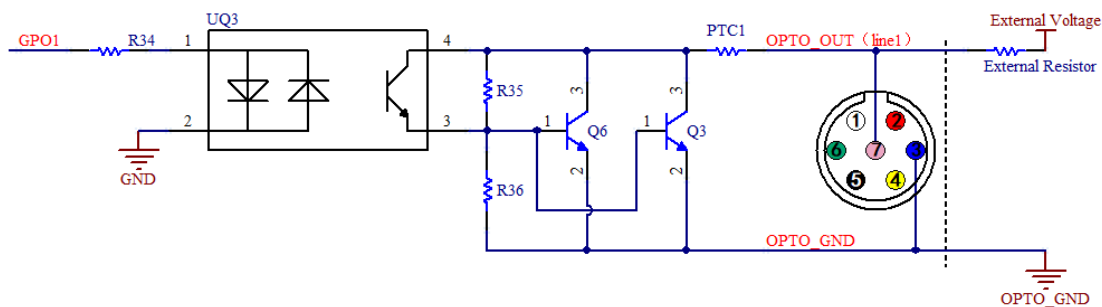 UQ3
External Voltage
GPO1
R34
1
4
PTC1
OPTO_OUT（line1）
External Resistor
R35
3
3
1
2
2
3
1
Q6
1
Q3
6
7
3
GND
2
2
5
4
R36
OPTO_GND
OPTO_GND